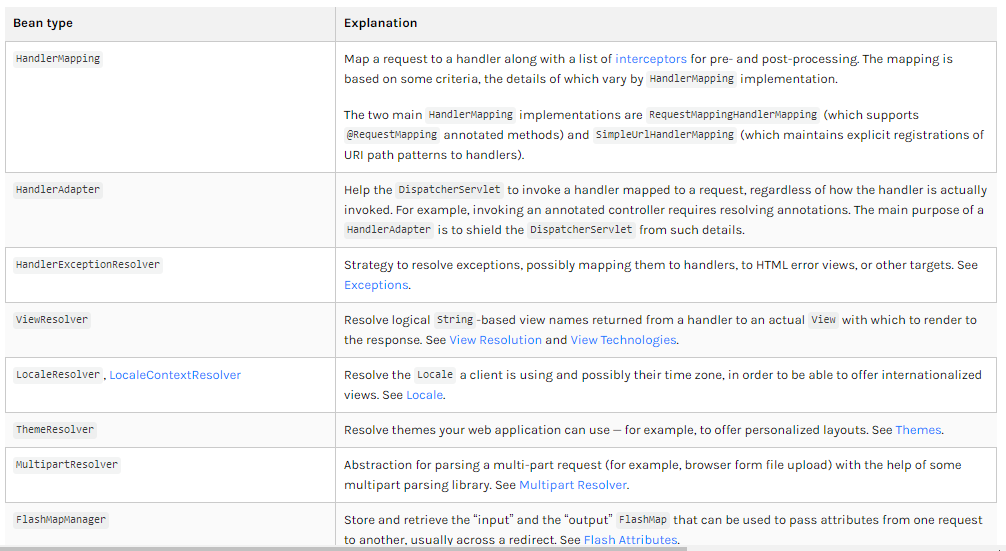 Bean type Explanation
HandlerMapping Map a request to a handler along with a list of interceptors for pre- and post-processing. The mapping is
based on some criteria, the details of which vary by HandlerMapping implementation.
The two main HandlerMapping implementations are RequestMappingHandlerMapping (which supports
@RequestMapping annotated methods) and SimpleUrlHandlerMapping (which maintains explicit registrations of
URI path patterns to handlers).
HandlerAdapter Help the DispatcherServlet to invoke a handler mapped to a request, regardless of how the handler is actually
invoked. For example, invoking an annotated controller requires resolving annotations. The main purpose of a
HandlerAdapter is to shield the DispatcherServlet from such details.
HandlerExceptionResolver Strategy to resolve exceptions, possibly mapping them to handlers, to HTML error views, or other targets. See
Exceptions.
ViewResolver Resolve logical String-based view names returned from a handler to an actual View with which to render to
the response. See View Resolution and View Technologies.
LocaleResolver, LocaleContextResolver Resolve the Locale a client is using and possibly their time zone, in order to be able to offer internationalized
views. See Locale.
ThemeResolver Resolve themes your web application can use — for example, to offer personalized layouts. See Themes.
MultipartResolver Abstraction for parsing a multi-part request (for example, browser form file upload) with the help of some
multipart parsing library. See Multipart Resolver.
FlashMapManager Store and retrieve the “input” and the “output” FlashMap that can be used to pass attributes from one request
to another, usually across a redirect. See Flash Attributes.